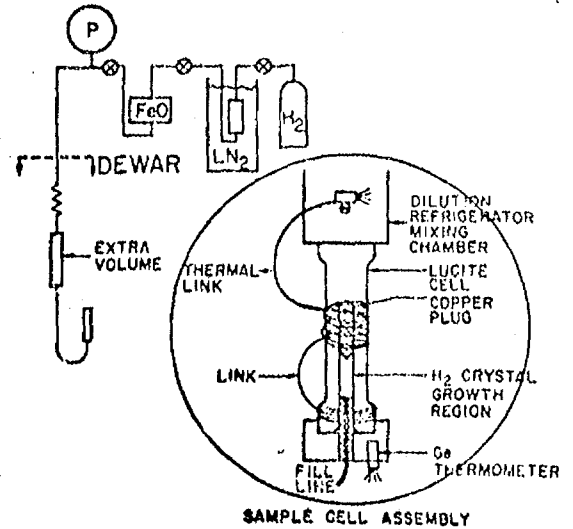 P
FeO
LN2
H2
DEWAR
EXTRA
VOLUME
THERMAL
LINK
LINK
FILL
LINE
DILUTION
REFRIGERATOR
MIXING
CHAMBER
LUCITE
CELL
COPPER
PLUG
H2 CRYSTAL
GROWTH
REGION
Ge
THERMOMETER
SAMPLE CELL ASSEMBLY